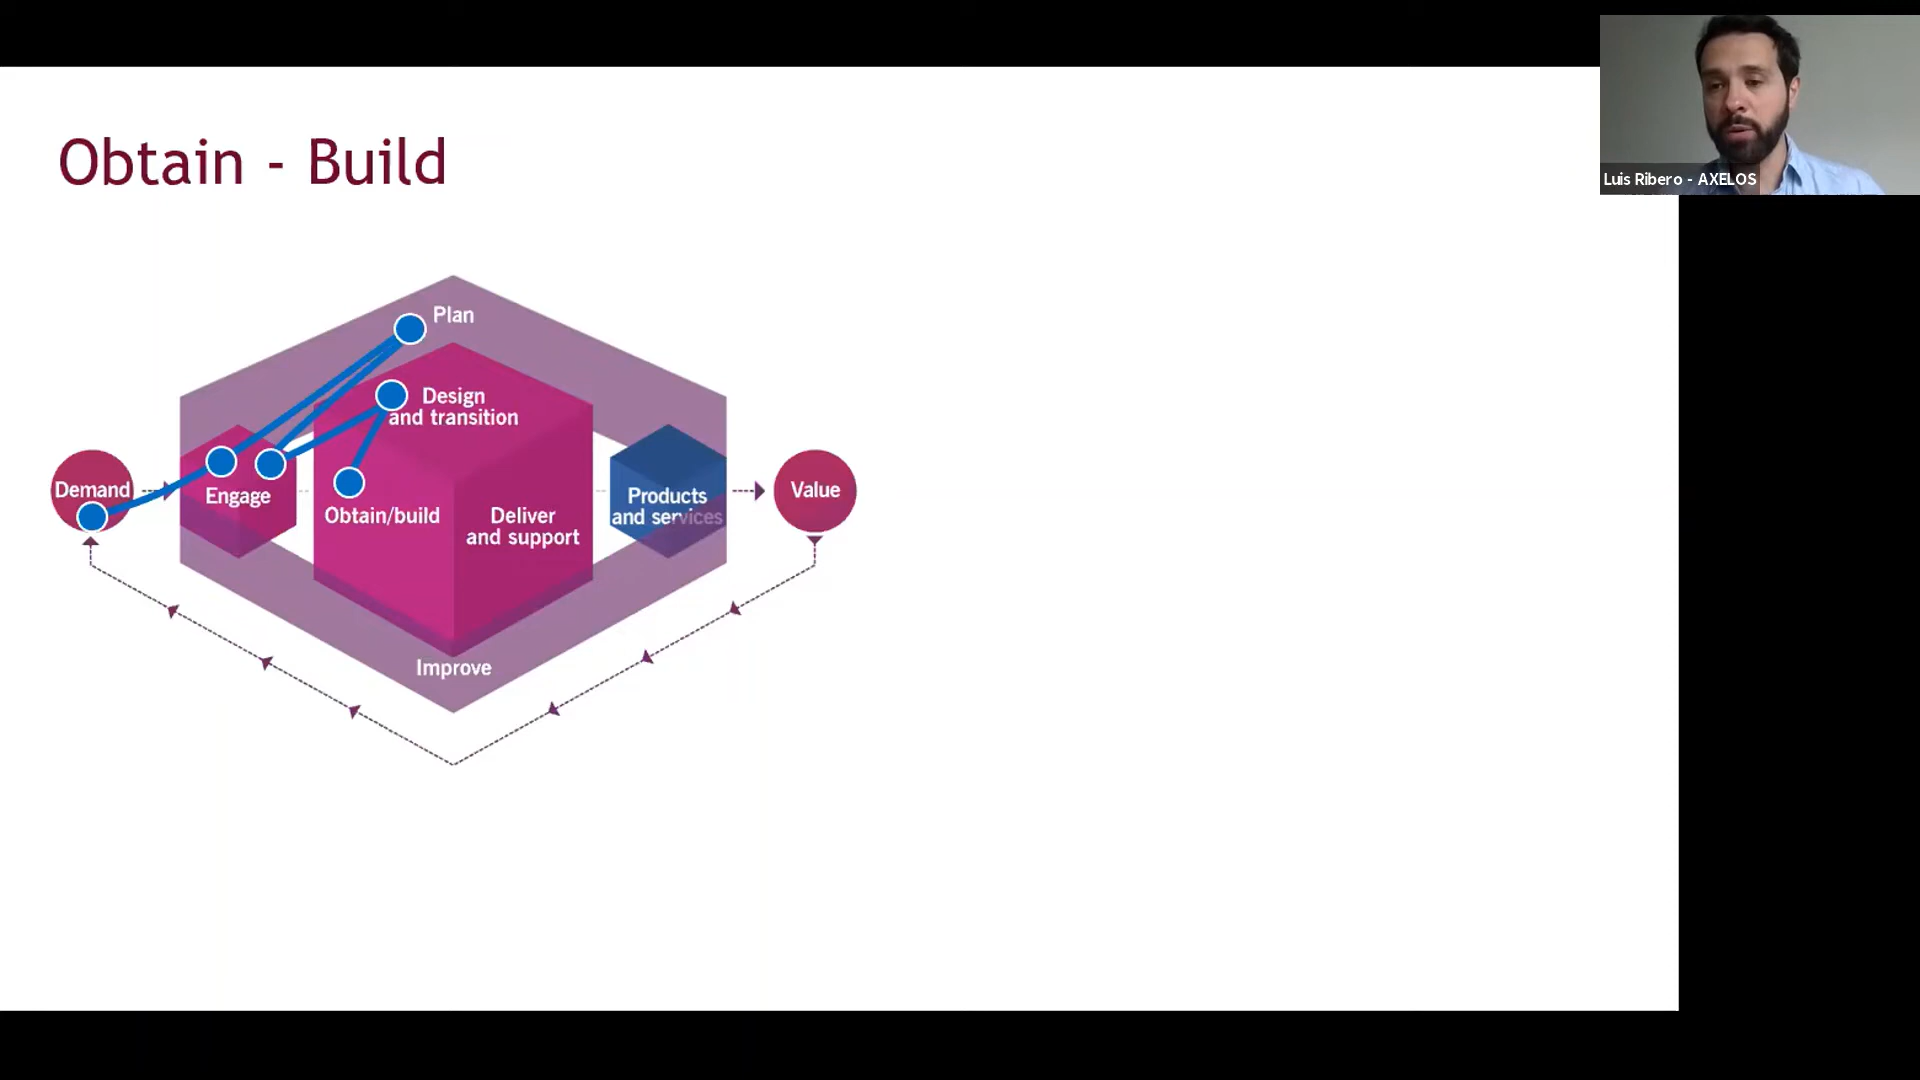 Obtain - Build
Luis Ribero - AXELOS
Plan
Design
and transition
Demand
Engage
Obtain/build
Deliver
and support
Products
and services
Value
Improve